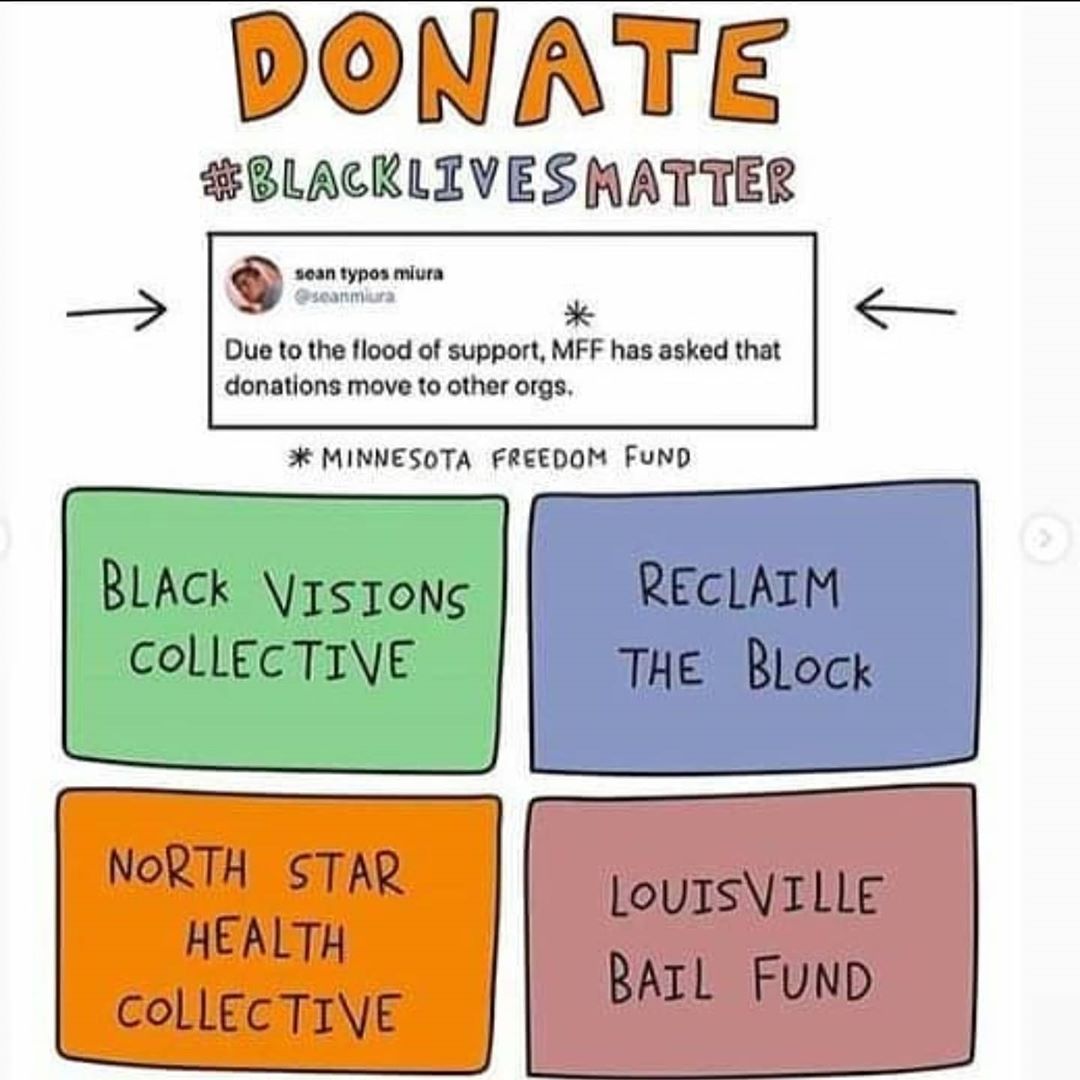 DONATE
#BLACKLIVESMATTER
sean typos miura
@seanmiura
*
Due to the flood of support, MFF has asked that
donations move to other orgs.
* MINNESOTA FREEDOM FUND
BLACK VISIONS
COLLECTIVE
RECLAIM
THE BLOCK
NORTH STAR
HEALTH
COLLECTIVE
LOUISVILLE
BAIL FUND